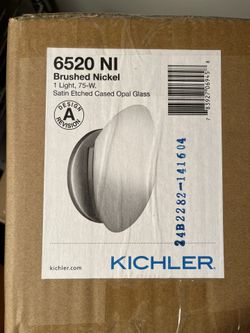 6520 NI
Brushed Nickel
1 Light, 75-W.
Satin Etched Cased Opal Glass
DESIGN
A
REVISION
24B2282-141604
kichler.com
KICHLER®